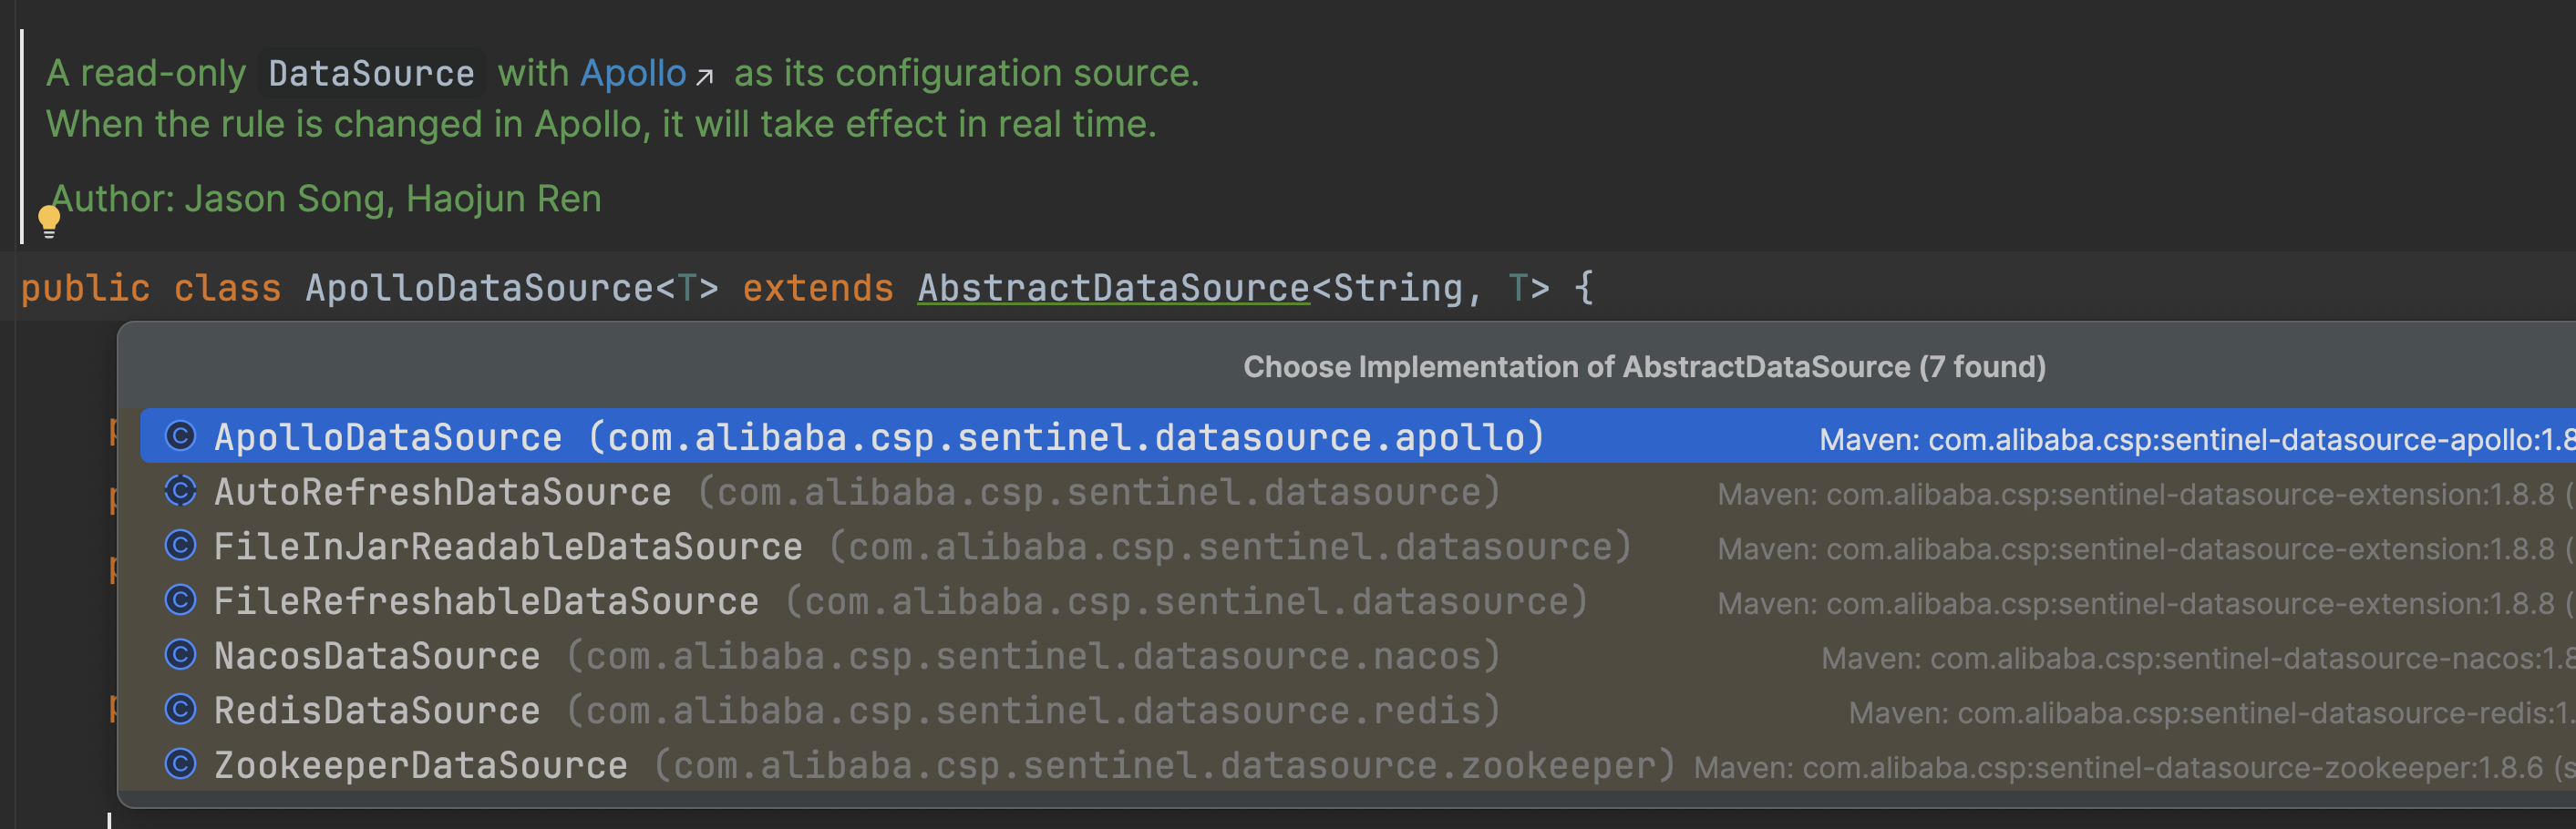 A read-only DataSource with Apollo↗ as its configuration source.
When the rule is changed in Apollo, it will take effect in real time.
Author: Jason Song, Haojun Ren
public class ApolloDataSource<T> extends AbstractDataSource<String, T> {
Choose Implementation of AbstractDataSource (7 found)
ApolloDataSource (com.alibaba.csp.sentinel.datasource.apollo) Maven: com.alibaba.csp:sentinel-datasource-apollo:1.8
AutoRefreshDataSource (com.alibaba.csp.sentinel.datasource) Maven: com.alibaba.csp:sentinel-datasource-extension:1.8.8 (
FileInJarReadableDataSource (com.alibaba.csp.sentinel.datasource) Maven: com.alibaba.csp:sentinel-datasource-extension:1.8.8 (
FileRefreshableDataSource (com.alibaba.csp.sentinel.datasource) Maven: com.alibaba.csp:sentinel-datasource-extension:1.8.8 (
NacosDataSource (com.alibaba.csp.sentinel.datasource.nacos) Maven: com.alibaba.csp:sentinel-datasource-nacos:1.8
RedisDataSource (com.alibaba.csp.sentinel.datasource.redis) Maven: com.alibaba.csp:sentinel-datasource-redis:1.
ZookeeperDataSource (com.alibaba.csp.sentinel.datasource.zookeeper) Maven: com.alibaba.csp:sentinel-datasource-zookeeper:1.8.6 (s